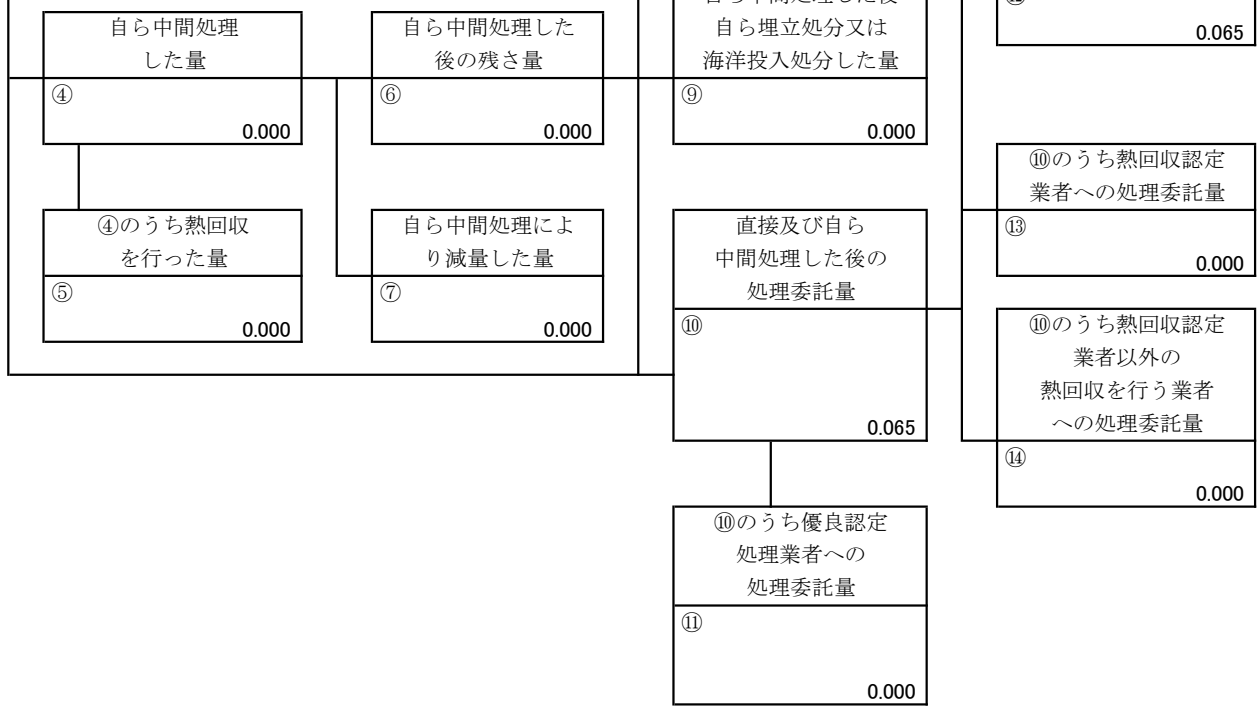 自ら中間処理
した量
④
0.000
自ら中間処理した
後の残さ量
⑥
0.000
自ら埋立処分又は
海洋投入処分した量
⑨
0.000
0.065
④のうち熱回収
を行った量
⑤
0.000
自ら中間処理によ
り減量した量
⑦
0.000
直接及び自ら
中間処理した後の
処理委託量
⑩
0.065
⑩のうち熱回収認定
業者への処理委託量
⑬
0.000
⑩のうち熱回収認定
業者以外の
熱回収を行う業者
への処理委託量
⑭
0.000
⑩のうち優良認定
処理業者への
処理委託量
⑪
0.000